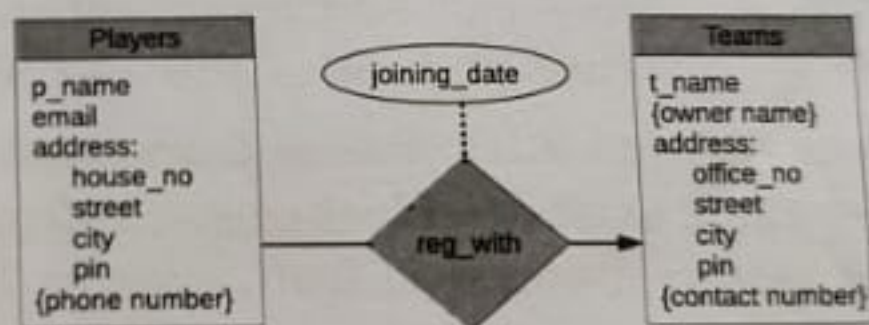 Players
p_name
email
address:
house_no
street
city
pin
{phone number}
joining_date
reg_with
Teams
t_name
{owner name}
address:
office_no
street
city
pin
{contact number}